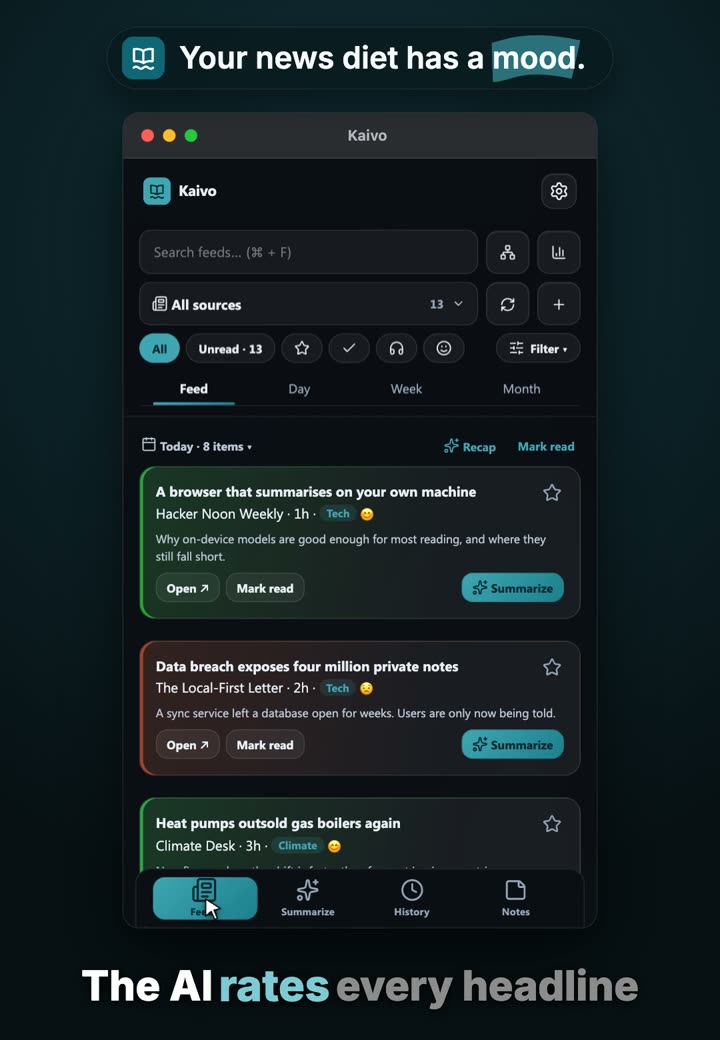 Your news diet has a mood.
Kaivo
Kaivo
Search feeds... (⌘ + F)
All sources 13
All Unread · 13 Filter ▾
Feed Day Week Month
Today · 8 items ▾ Recap Mark read
A browser that summarises on your own machine
Hacker Noon Weekly · 1h · Tech 😊
Why on-device models are good enough for most reading, and where they
still fall short.
Open ↗ Mark read Summarize
Data breach exposes four million private notes
The Local-First Letter · 2h · Tech 😟
A sync service left a database open for weeks. Users are only now being told.
Open ↗ Mark read Summarize
Heat pumps outsold gas boilers again
Climate Desk · 3h · Climate 😊
Summarize History Notes
The AI rates every headline